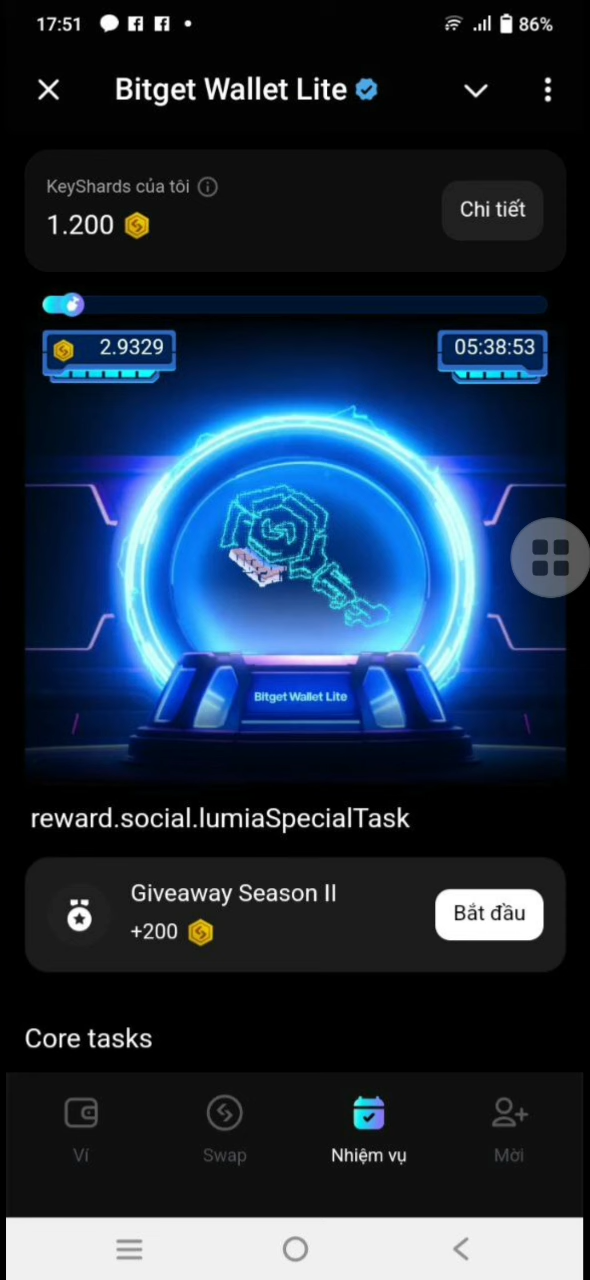 17:51
86%
Bitget Wallet Lite
KeyShards của tôi
1.200
Chi tiết
2.9329
05:38:53
Bitget Wallet Lite
reward.social.lumiaSpecialTask
Giveaway Season II
+200
Bắt đầu
Core tasks
Ví
Swap
Nhiệm vụ
Mời